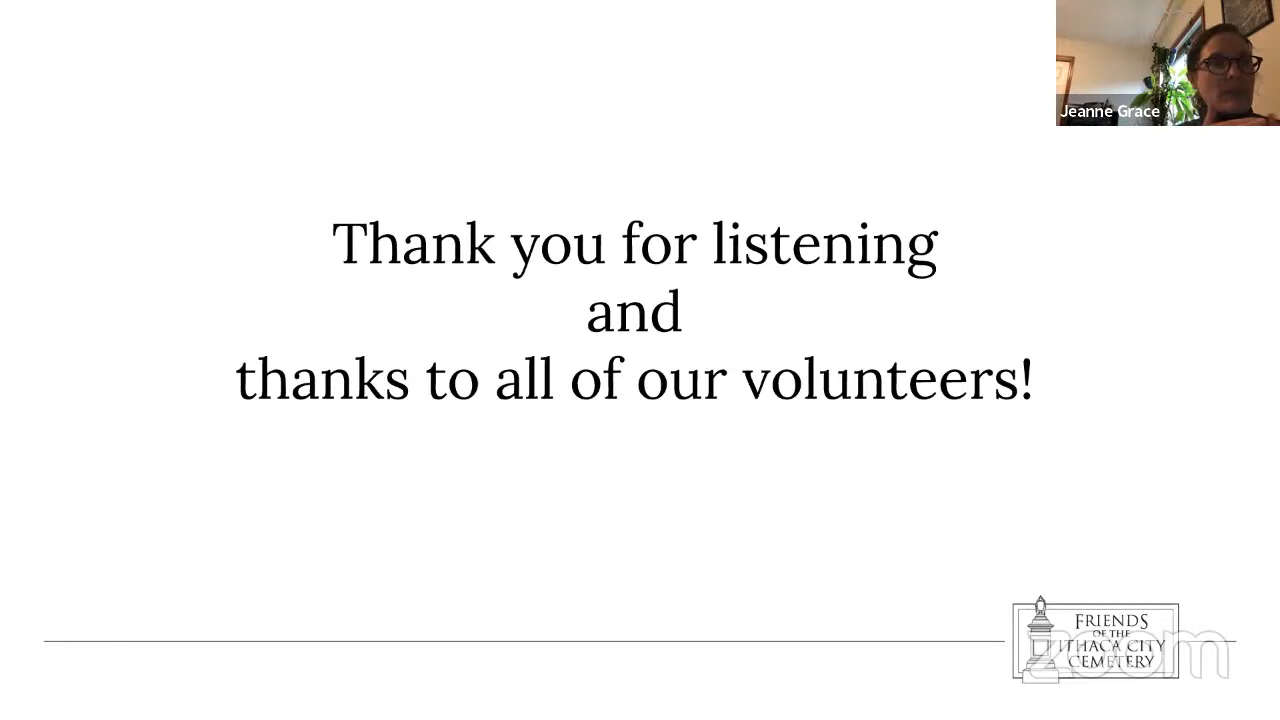 Jeanne Grace
Thank you for listening
and
thanks to all of our volunteers!
FRIENDS
OF THE
ITHACA CITY
CEMETERY
zoom